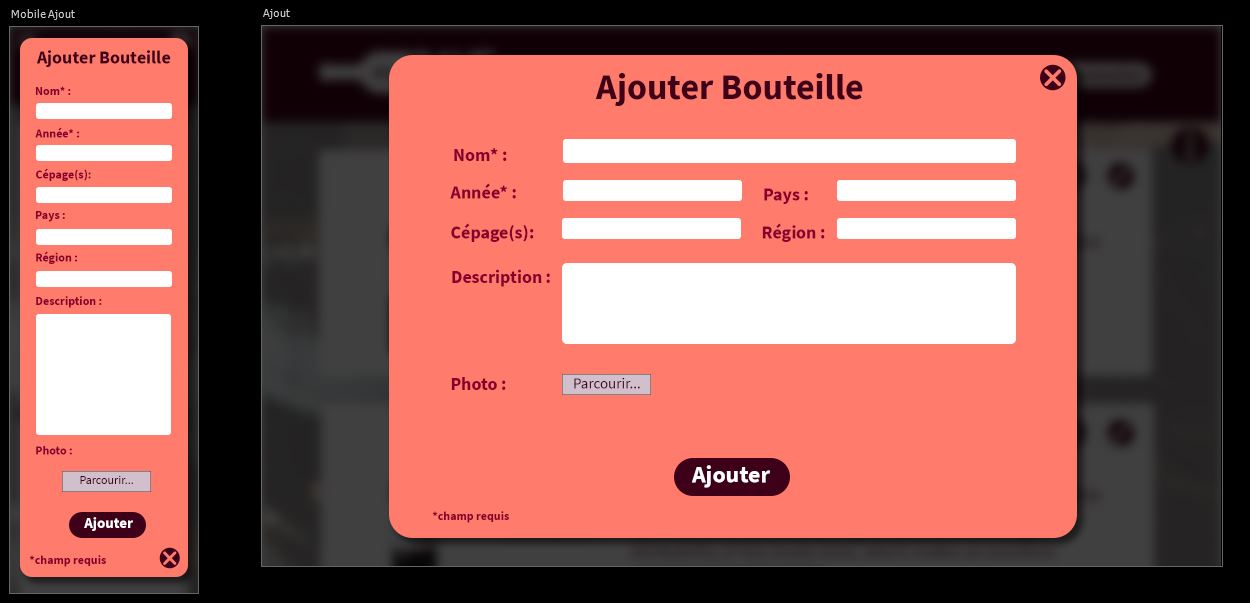 Mobile Ajout
Ajouter Bouteille
Nom* :
Année* :
Cépage(s):
Pays :
Région :
Description :
Photo :
Parcourir...
Ajouter
*champ requis
Ajout
Ajouter Bouteille
Nom* :
Année* : Pays :
Cépage(s): Région :
Description :
Photo : Parcourir...
Ajouter
*champ requis